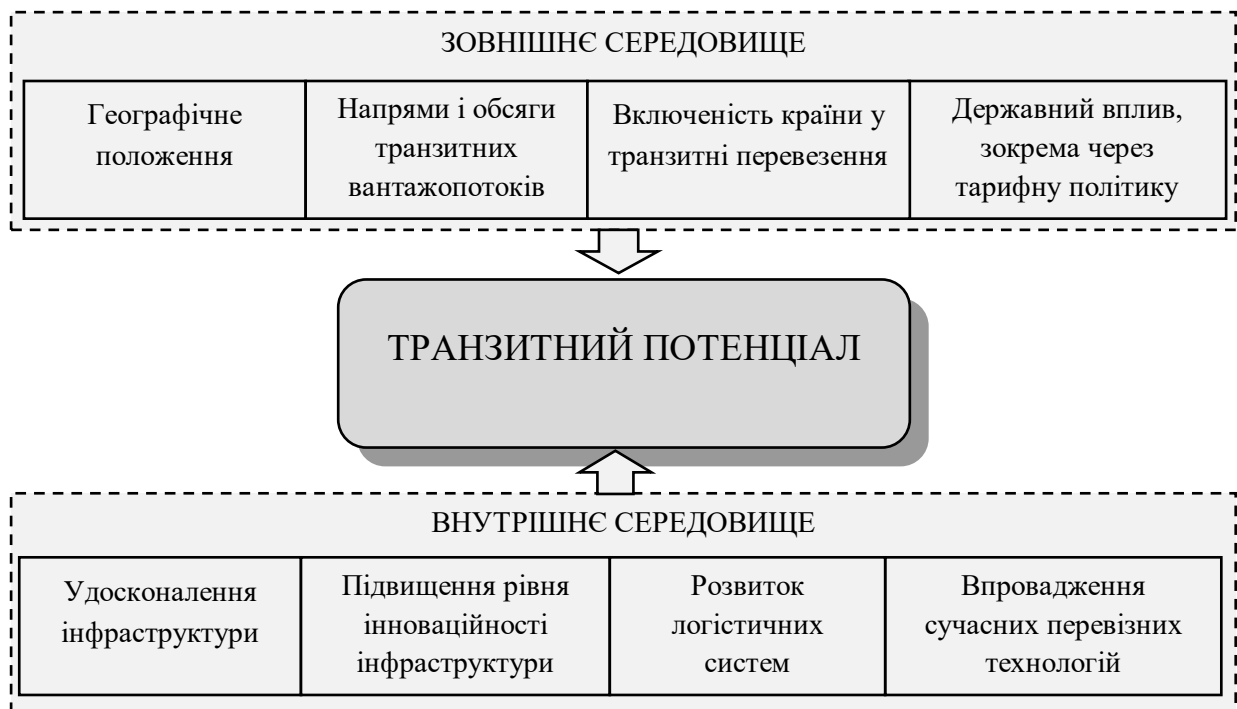 ЗОВНІШНЄ СЕРЕДОВИЩЕ
Географічне
положення
Напрями і обсяги
транзитних
вантажопотоків
Включеність країни у
транзитні перевезення
Державний вплив,
зокрема через
тарифну політику
ТРАНЗИТНИЙ ПОТЕНЦІАЛ
ВНУТРІШНЄ СЕРЕДОВИЩЕ
Удосконалення
інфраструктури
Підвищення рівня
інноваційності
інфраструктури
Розвиток
логістичних
систем
Впровадження
сучасних перевізних
технологій